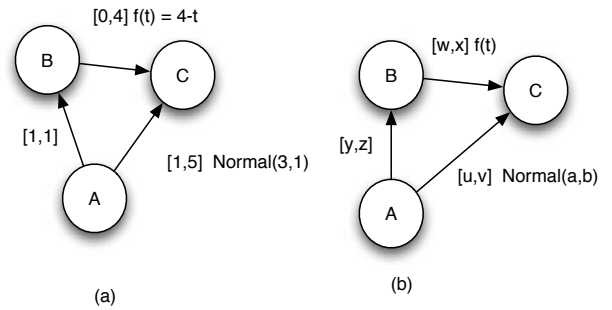 [0,4] f(t) = 4-t
B
C
[1,1]
[1,5] Normal(3,1)
A
(a)
[w,x] f(t)
B
C
[y,z]
[u,v] Normal(a,b)
A
(b)